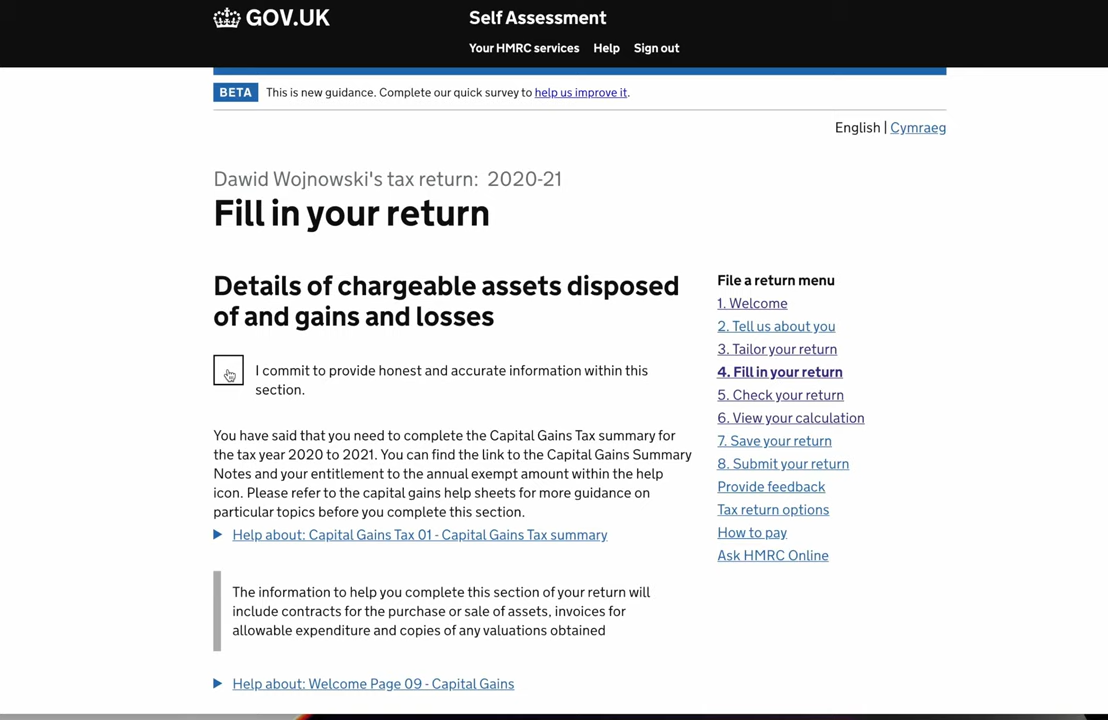 GOV.UK
Self Assessment
Your HMRC services Help Sign out
BETA This is new guidance. Complete our quick survey to help us improve it.
English | Cymraeg
Dawid Wojnowski's tax return: 2020-21
Fill in your return
Details of chargeable assets disposed
of and gains and losses
I commit to provide honest and accurate information within this
section.
You have said that you need to complete the Capital Gains Tax summary for
the tax year 2020 to 2021. You can find the link to the Capital Gains Summary
Notes and your entitlement to the annual exempt amount within the help
icon. Please refer to the capital gains help sheets for more guidance on
particular topics before you complete this section.
Help about: Capital Gains Tax 01 - Capital Gains Tax summary
The information to help you complete this section of your return will
include contracts for the purchase or sale of assets, invoices for
allowable expenditure and copies of any valuations obtained
Help about: Welcome Page 09 - Capital Gains
File a return menu
1. Welcome
2. Tell us about you
3. Tailor your return
4. Fill in your return
5. Check your return
6. View your calculation
7. Save your return
8. Submit your return
Provide feedback
Tax return options
How to pay
Ask HMRC Online